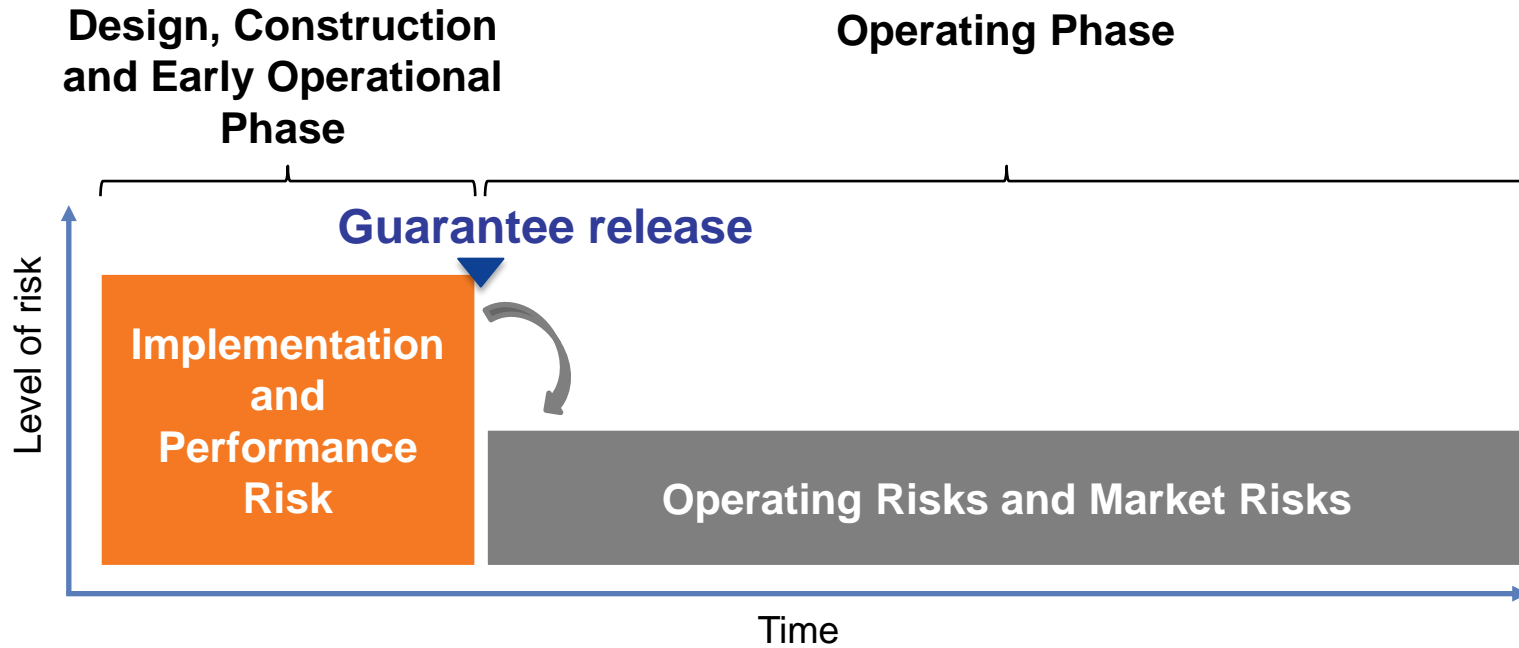 Design, Construction
and Early Operational
Phase
Operating Phase
Guarantee release
Level of risk
Implementation
and
Performance
Risk
Operating Risks and Market Risks
Time